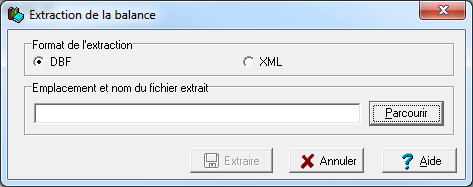 Extraction de la balance
Format de l'extraction
DBF XML
Emplacement et nom du fichier extrait
Parcourir
Extraire Annuler Aide